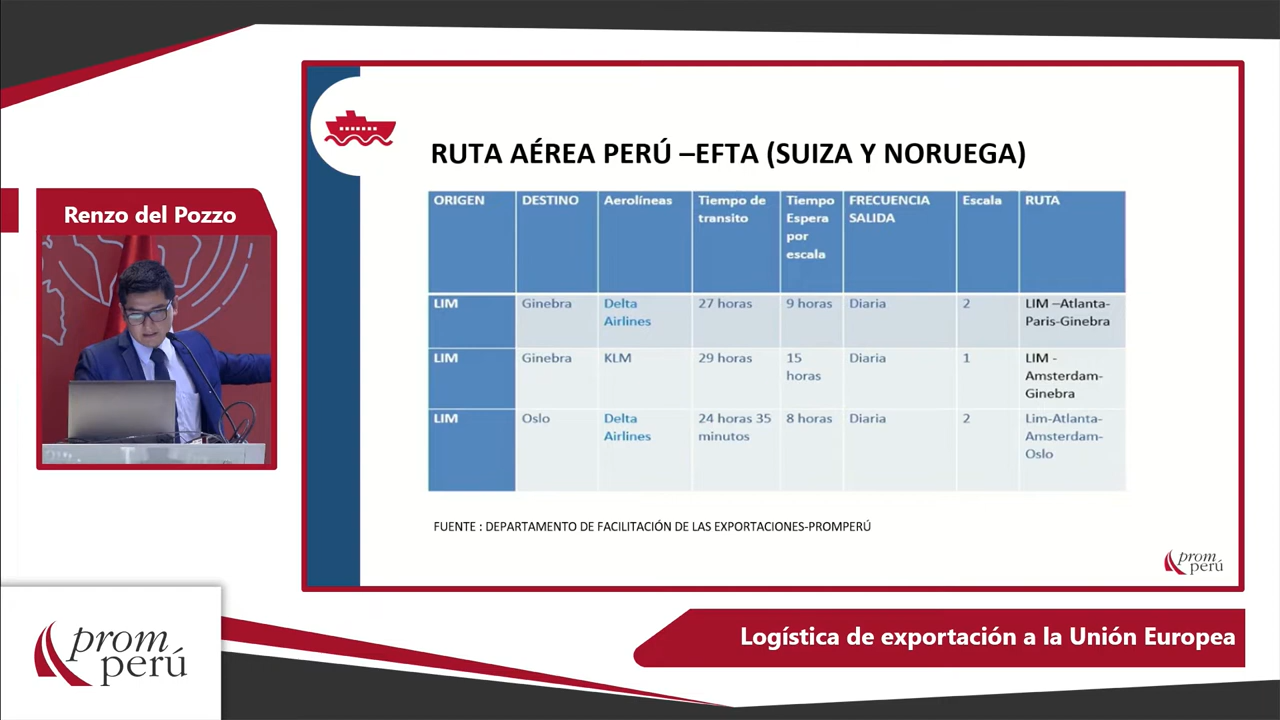 Renzo del Pozzo
RUTA AÉREA PERÚ –EFTA (SUIZA Y NORUEGA)
ORIGEN DESTINO Aerolíneas Tiempo de transito Tiempo Espera por escala FRECUENCIA SALIDA Escala RUTA
LIM Ginebra Delta Airlines 27 horas 9 horas Diaria 2 LIM –Atlanta-Paris-Ginebra
LIM Ginebra KLM 29 horas 15 horas Diaria 1 LIM - Amsterdam-Ginebra
LIM Oslo Delta Airlines 24 horas 35 minutos 8 horas Diaria 2 Lim-Atlanta-Amsterdam-Oslo
FUENTE : DEPARTAMENTO DE FACILITACIÓN DE LAS EXPORTACIONES-PROMPERÚ
prom
perú
Logística de exportación a la Unión Europea
prom
perú